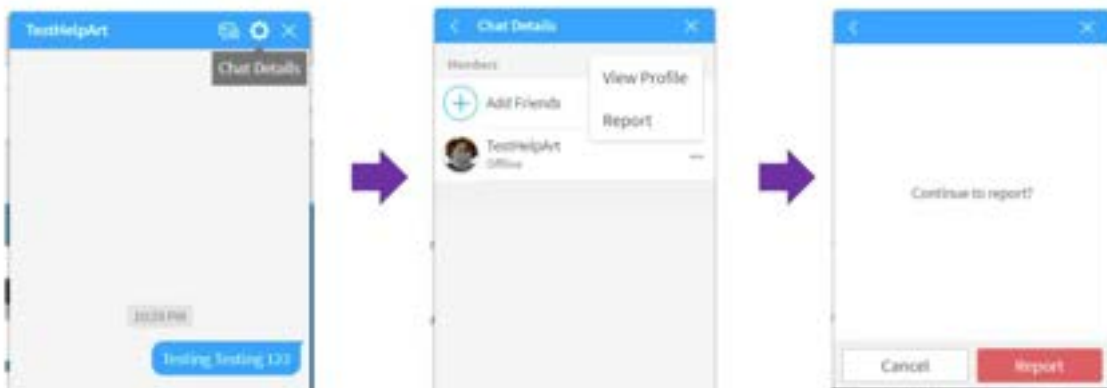 TestHelpArt
Chat Details
10:28 PM
Testing Testing 123
Chat Details
Members
View Profile
Add Friends
Report
TestHelpArt
Offline
Continue to report?
Cancel
Report